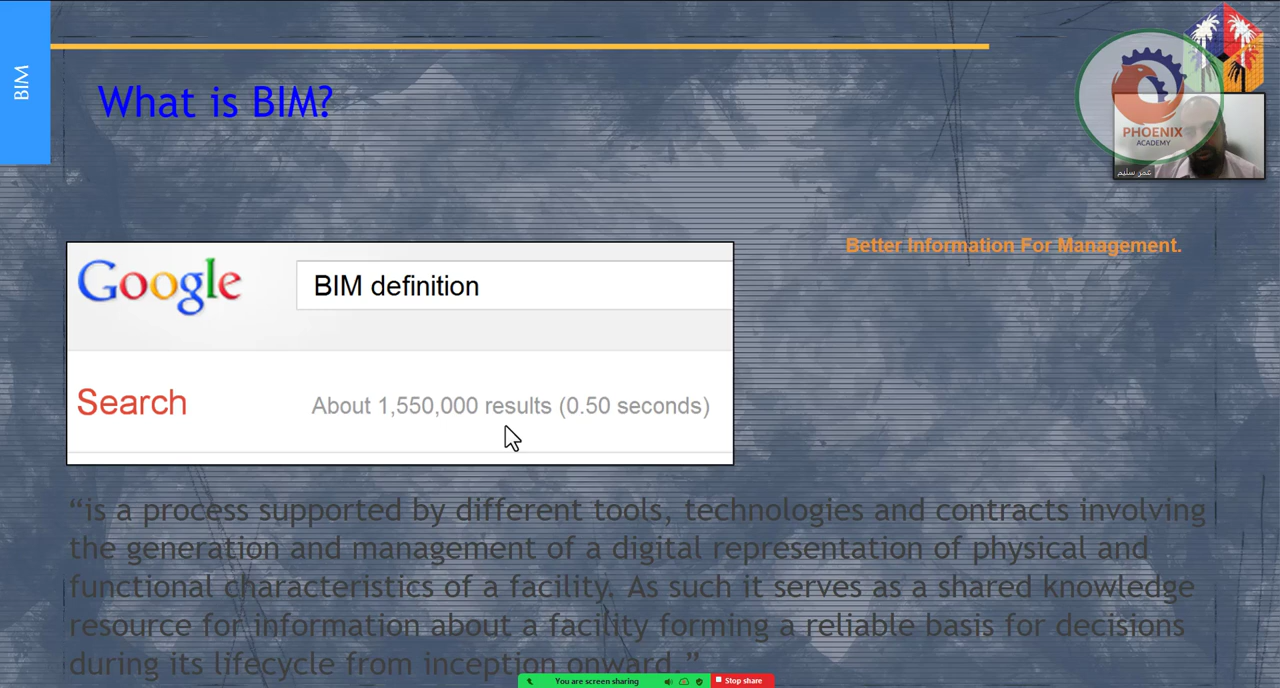 BIM
What is BIM?
PHOENIX
ACADEMY
عمر سليم
Better Information For Management.
Google
BIM definition
Search
About 1,550,000 results (0.50 seconds)
“is a process supported by different tools, technologies and contracts involving
the generation and management of a digital representation of physical and
functional characteristics of a facility. As such it serves as a shared knowledge
resource for information about a facility forming a reliable basis for decisions
during its lifecycle from inception onward.”
You are screen sharing
Stop share